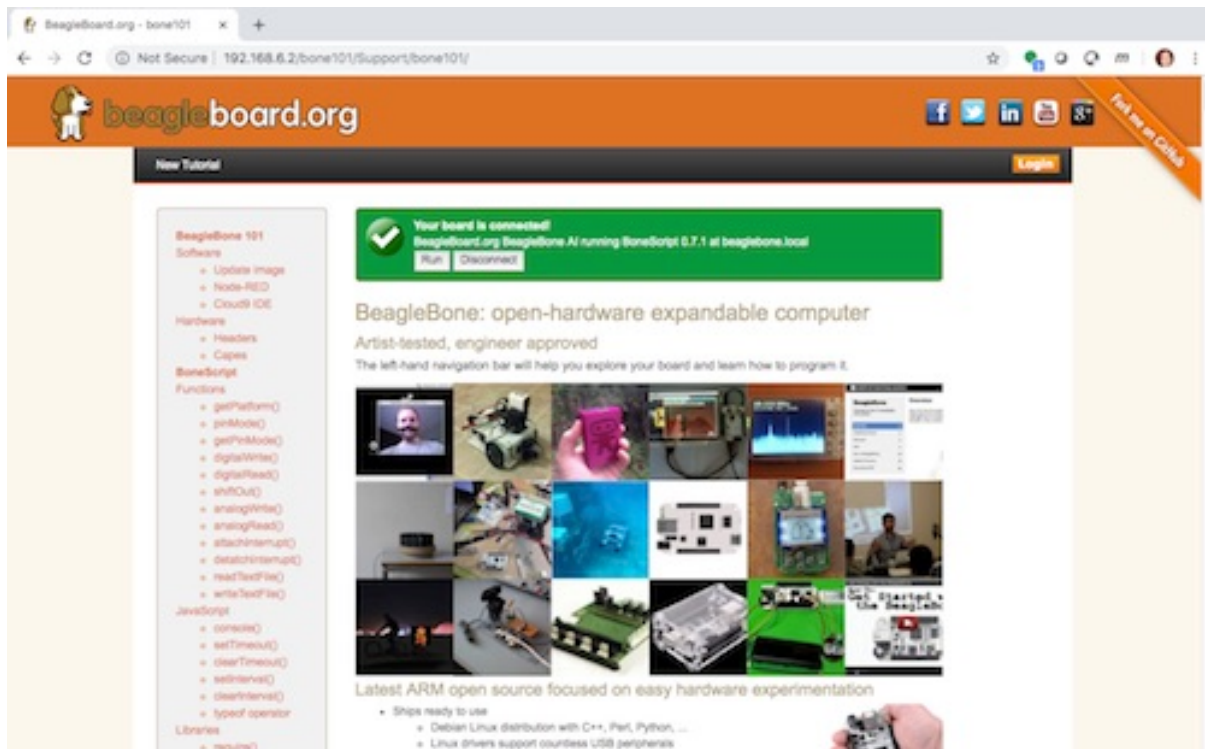 BeagleBoard.org - bone101
Not Secure | 192.168.6.2/bone101/Support/bone101/
beagleboard.org
Fork me on GitHub
New Tutorial
Login
BeagleBone 101
Software
Update Image
Node-RED
Cloud9 IDE
Hardware
Headers
Capes
BoneScript
Functions
getPlatform()
pinMode()
getPinMode()
digitalWrite()
digitalRead()
shiftOut()
analogWrite()
analogRead()
attachInterrupt()
detatchInterrupt()
readTextFile()
writeTextFile()
JavaScript
console()
setTimeout()
clearTimeout()
setInterval()
clearInterval()
typeof operator
Libraries
require()
Your board is connected!
BeagleBoard.org BeagleBone AI running BoneScript 0.7.1 at beaglebone.local
Run Disconnect
BeagleBone: open-hardware expandable computer
Artist-tested, engineer approved
The left-hand navigation bar will help you explore your board and learn how to program it.
Get Started
the BeagleBo
Latest ARM open source focused on easy hardware experimentation
Ships ready to use
Debian Linux distribution with C++, Perl, Python, ...
Linux drivers support countless USB peripherals